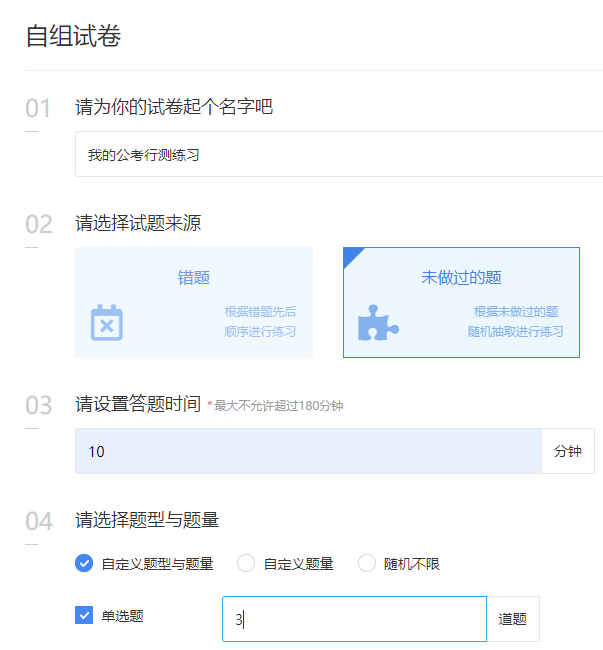 自组试卷
01 请为你的试卷起个名字吧
我的公考行测练习
02 请选择试题来源
错题
根据错题先后
顺序进行练习
未做过的题
根据未做过的题
随机抽取进行练习
03 请设置答题时间 *最大不允许超过180分钟
10 分钟
04 请选择题型与题量
自定义题型与题量 自定义题量 随机不限
单选题 3 道题